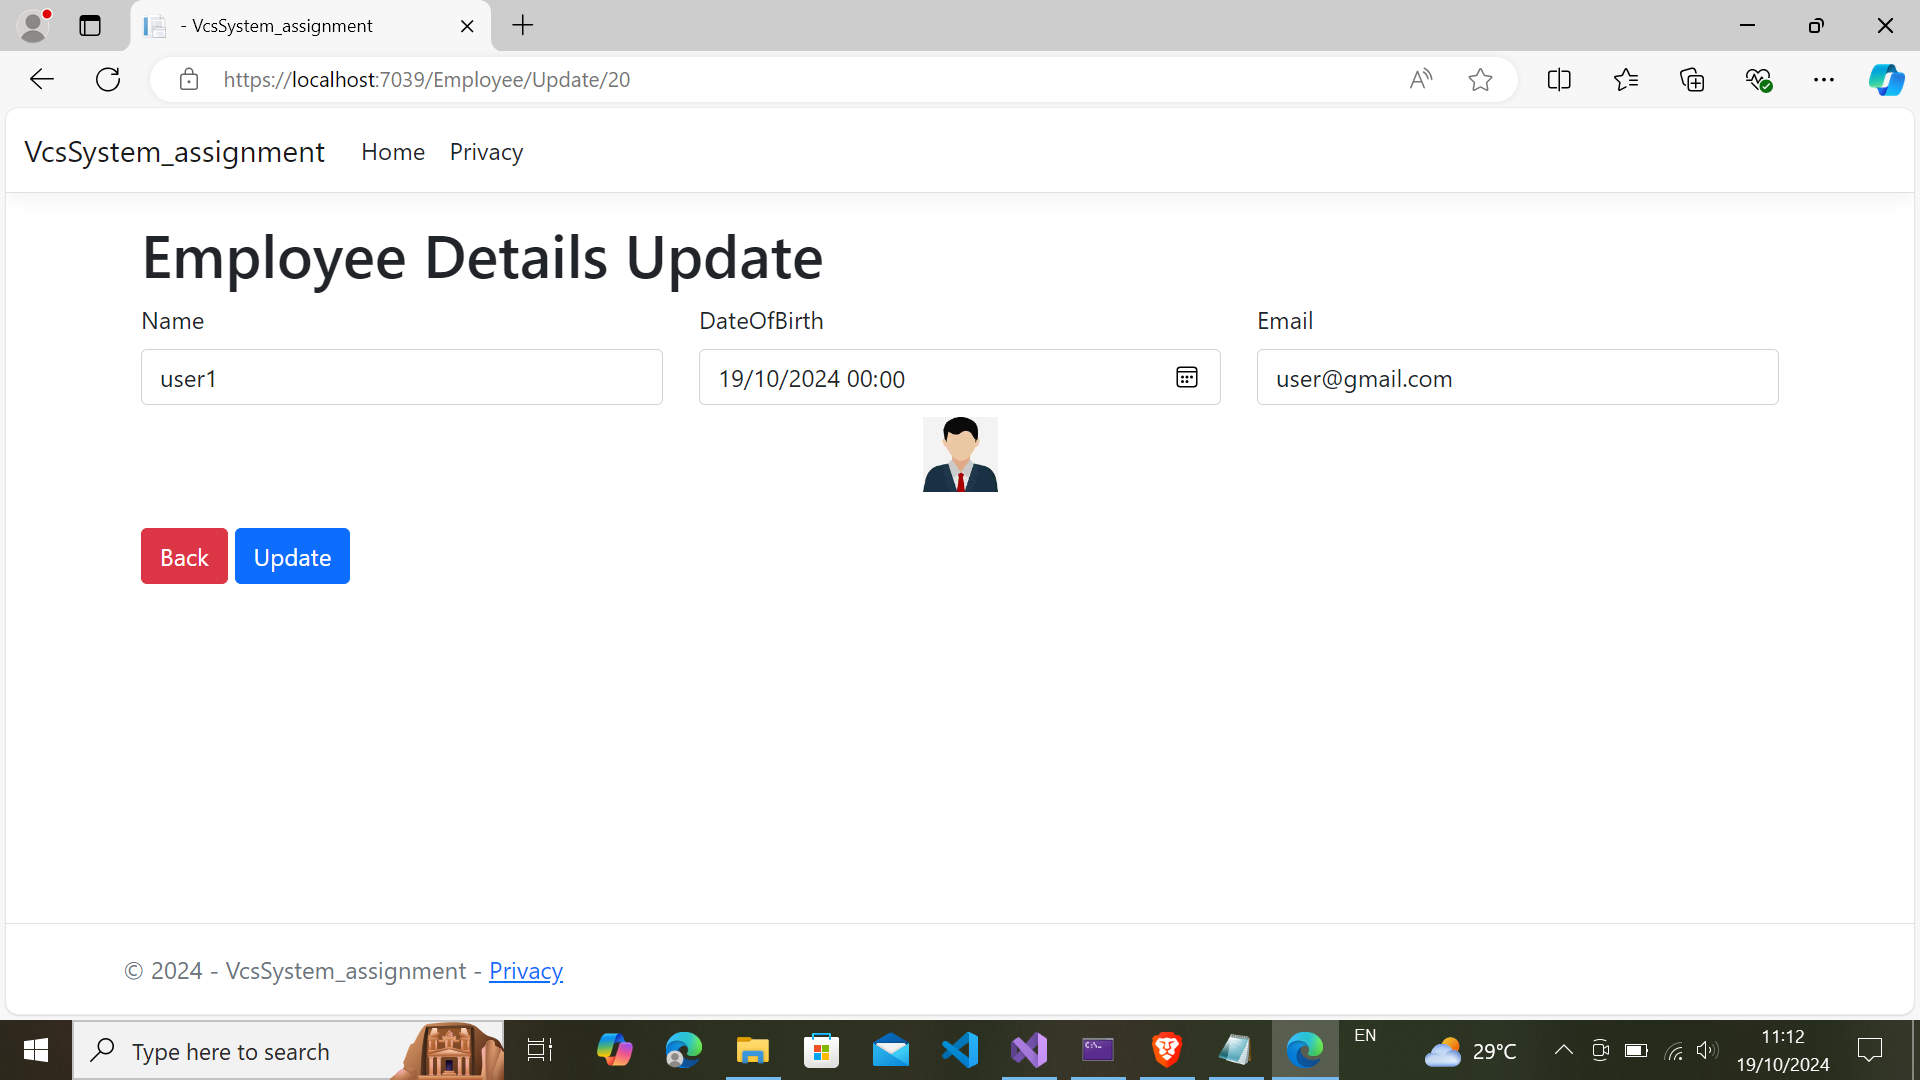 - VcsSystem_assignment
https://localhost:7039/Employee/Update/20
VcsSystem_assignment Home Privacy
Employee Details Update
Name DateOfBirth Email
user1 19/10/2024 00:00 user@gmail.com
Back Update
© 2024 - VcsSystem_assignment - Privacy
Type here to search
EN
29°C
11:12
19/10/2024